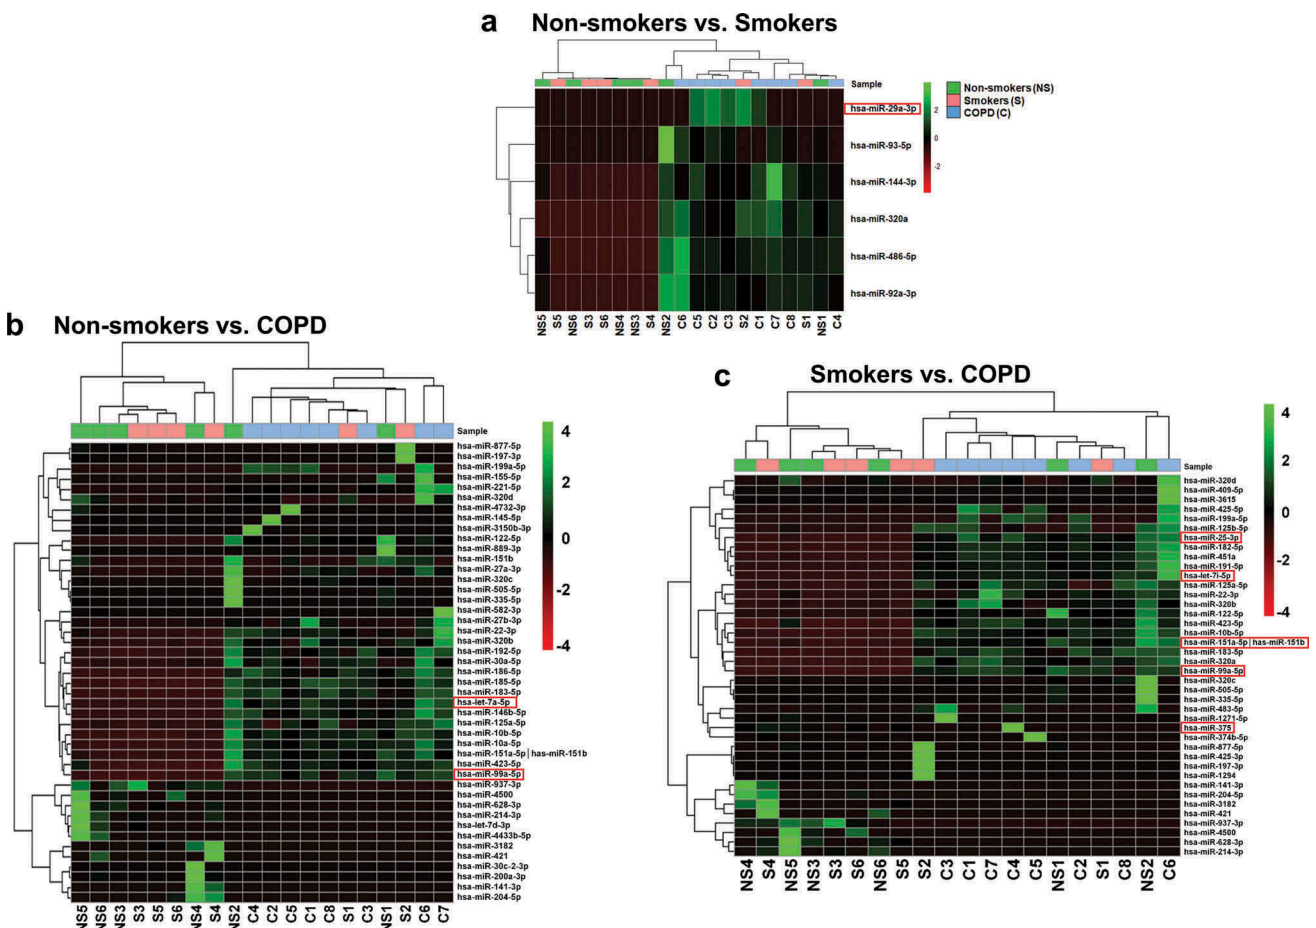 a Non-smokers vs. Smokers
Sample
hsa-miR-29a-3p
hsa-miR-93-5p
hsa-miR-144-3p
hsa-miR-320a
hsa-miR-486-5p
hsa-miR-92a-3p
2
0
-2
Non-smokers (NS)
Smokers (S)
COPD (C)
NS5 S5 NS6 S3 S6 NS4 NS3 S4 NS2 C6 C5 C2 C3 S2 C1 C7 C8 S1 NS1 C4
b Non-smokers vs. COPD
Sample
hsa-miR-877-5p
hsa-miR-197-3p
hsa-miR-199a-5p
hsa-miR-155-5p
hsa-miR-221-5p
hsa-miR-320d
hsa-miR-4732-3p
hsa-miR-145-5p
hsa-miR-3150b-3p
hsa-miR-122-5p
hsa-miR-889-3p
hsa-miR-151b
hsa-miR-27a-3p
hsa-miR-320c
hsa-miR-505-5p
hsa-miR-335-5p
hsa-miR-582-3p
hsa-miR-27b-3p
hsa-miR-22-3p
hsa-miR-320b
hsa-miR-192-5p
hsa-miR-30a-5p
hsa-miR-186-5p
hsa-miR-185-5p
hsa-miR-183-5p
hsa-let-7a-5p
hsa-miR-146b-5p
hsa-miR-125a-5p
hsa-miR-10b-5p
hsa-miR-10a-5p
hsa-miR-151a-5p | has-miR-151b
hsa-miR-423-5p
hsa-miR-99a-5p
hsa-miR-937-3p
hsa-miR-4500
hsa-miR-628-3p
hsa-miR-214-3p
hsa-let-7d-3p
hsa-miR-4433b-5p
hsa-miR-3182
hsa-miR-421
hsa-miR-30c-2-3p
hsa-miR-200a-3p
hsa-miR-141-3p
hsa-miR-204-5p
4
2
0
-2
-4
NS5 NS6 NS3 S3 S5 S6 NS4 S4 NS2 C4 C2 C5 C1 C8 S1 C3 NS1 S2 C6 C7
c Smokers vs. COPD
Sample
hsa-miR-320d
hsa-miR-409-5p
hsa-miR-3615
hsa-miR-425-5p
hsa-miR-199a-5p
hsa-miR-125b-5p
hsa-miR-25-3p
hsa-miR-182-5p
hsa-miR-451a
hsa-miR-191-5p
hsa-let-7i-5p
hsa-miR-125a-5p
hsa-miR-22-3p
hsa-miR-320b
hsa-miR-122-5p
hsa-miR-423-5p
hsa-miR-10b-5p
hsa-miR-151a-5p | has-miR-151b
hsa-miR-183-5p
hsa-miR-320a
hsa-miR-99a-5p
hsa-miR-320c
hsa-miR-505-5p
hsa-miR-335-5p
hsa-miR-483-5p
hsa-miR-1271-5p
hsa-miR-375
hsa-miR-374b-5p
hsa-miR-877-5p
hsa-miR-425-3p
hsa-miR-197-3p
hsa-miR-1294
hsa-miR-141-3p
hsa-miR-204-5p
hsa-miR-3182
hsa-miR-421
hsa-miR-937-3p
hsa-miR-4500
hsa-miR-628-3p
hsa-miR-214-3p
4
2
0
-2
-4
NS4 S4 NS5 NS3 S3 S6 NS6 S5 S2 C3 C1 C7 C4 C5 NS1 C2 S1 C8 NS2 C6